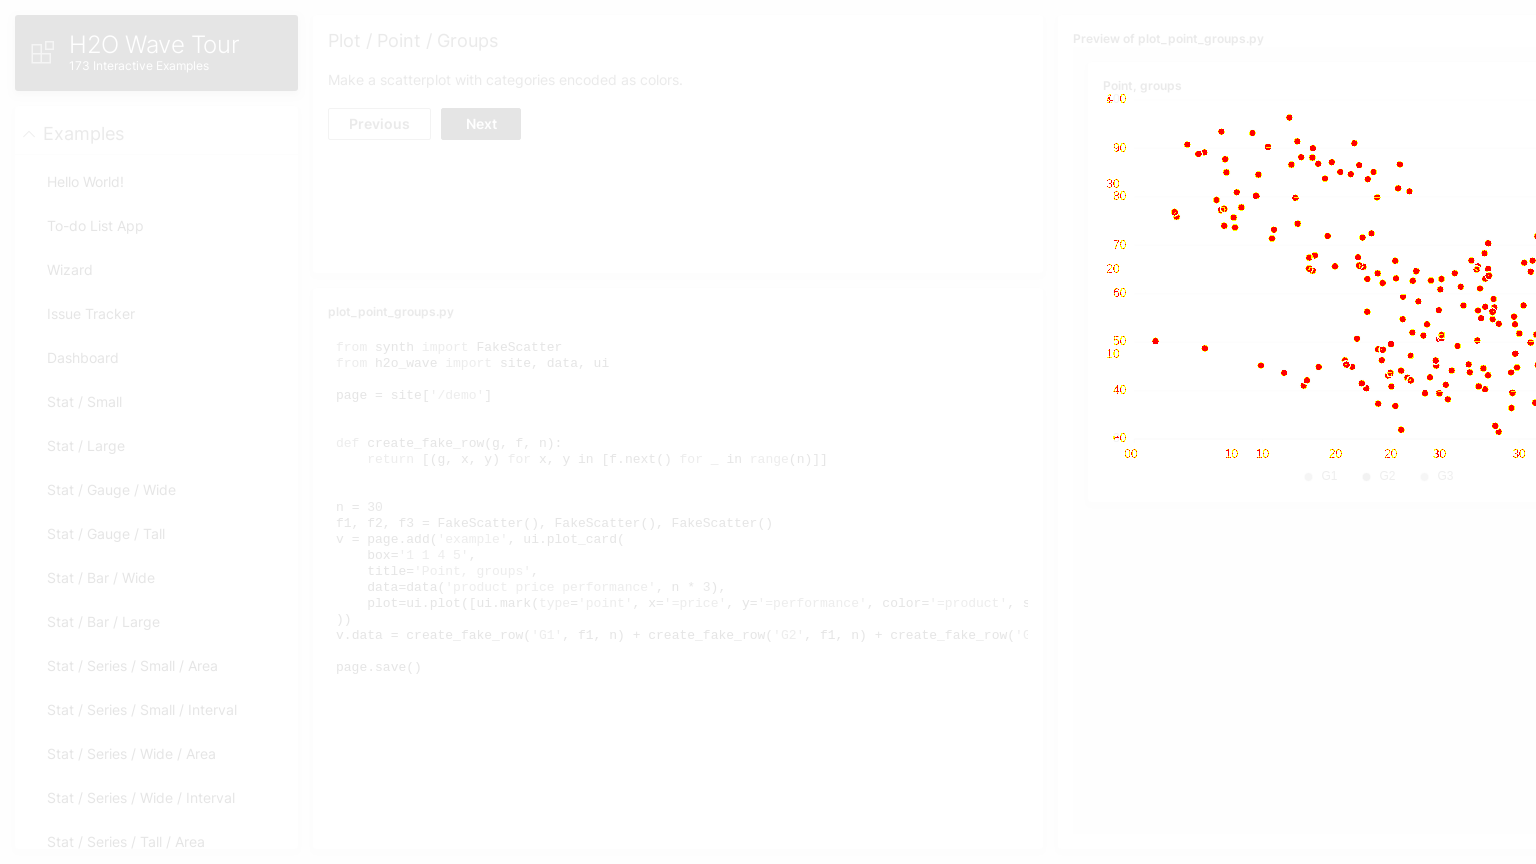 H2O Wave Tour
173 Interactive Examples
Examples
Hello World!
To-do List App
Wizard
Issue Tracker
Dashboard
Stat / Small
Stat / Large
Stat / Gauge / Wide
Stat / Gauge / Tall
Stat / Bar / Wide
Stat / Bar / Large
Stat / Series / Small / Area
Stat / Series / Small / Interval
Stat / Series / Wide / Area
Stat / Series / Wide / Interval
Stat / Series / Tall / Area
Plot / Point / Groups
Make a scatterplot with categories encoded as colors.
Previous
Next
plot_point_groups.py
from synth import FakeScatter
from h2o_wave import site, data, ui
page = site['/demo']
def create_fake_row(g, f, n):
return [(g, x, y) for x, y in [f.next() for _ in range(n)]]
n = 30
f1, f2, f3 = FakeScatter(), FakeScatter(), FakeScatter()
v = page.add('example', ui.plot_card(
box='1 1 4 5',
title='Point, groups',
data=data('product price performance', n * 3),
plot=ui.plot([ui.mark(type='point', x='=price', y='=performance', color='=product', s
))
v.data = create_fake_row('G1', f1, n) + create_fake_row('G2', f1, n) + create_fake_row('G
page.save()
Preview of plot_point_groups.py
Point, groups
90
30
80
70
20
60
50
10
40
10 10 20 20 30 30
G1 G2 G3